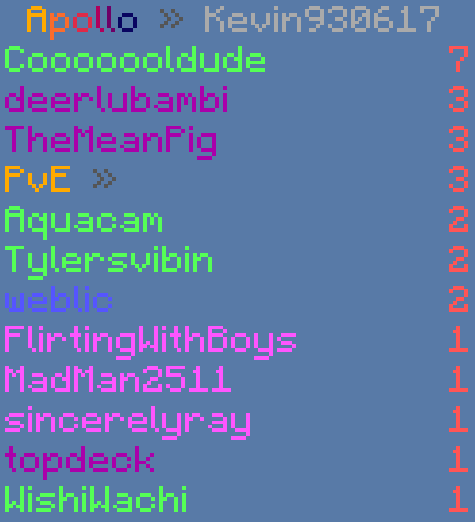 Apollo » Kevin930617
Cooooooldude 7
deerlubambi 3
TheMeanPig 3
PvE » 3
Aquacam 2
Tylersvibin 2
weblic 2
FlirtingWithBoys 1
MadMan2511 1
sincerelyray 1
topdeck 1
WishiWachi 1